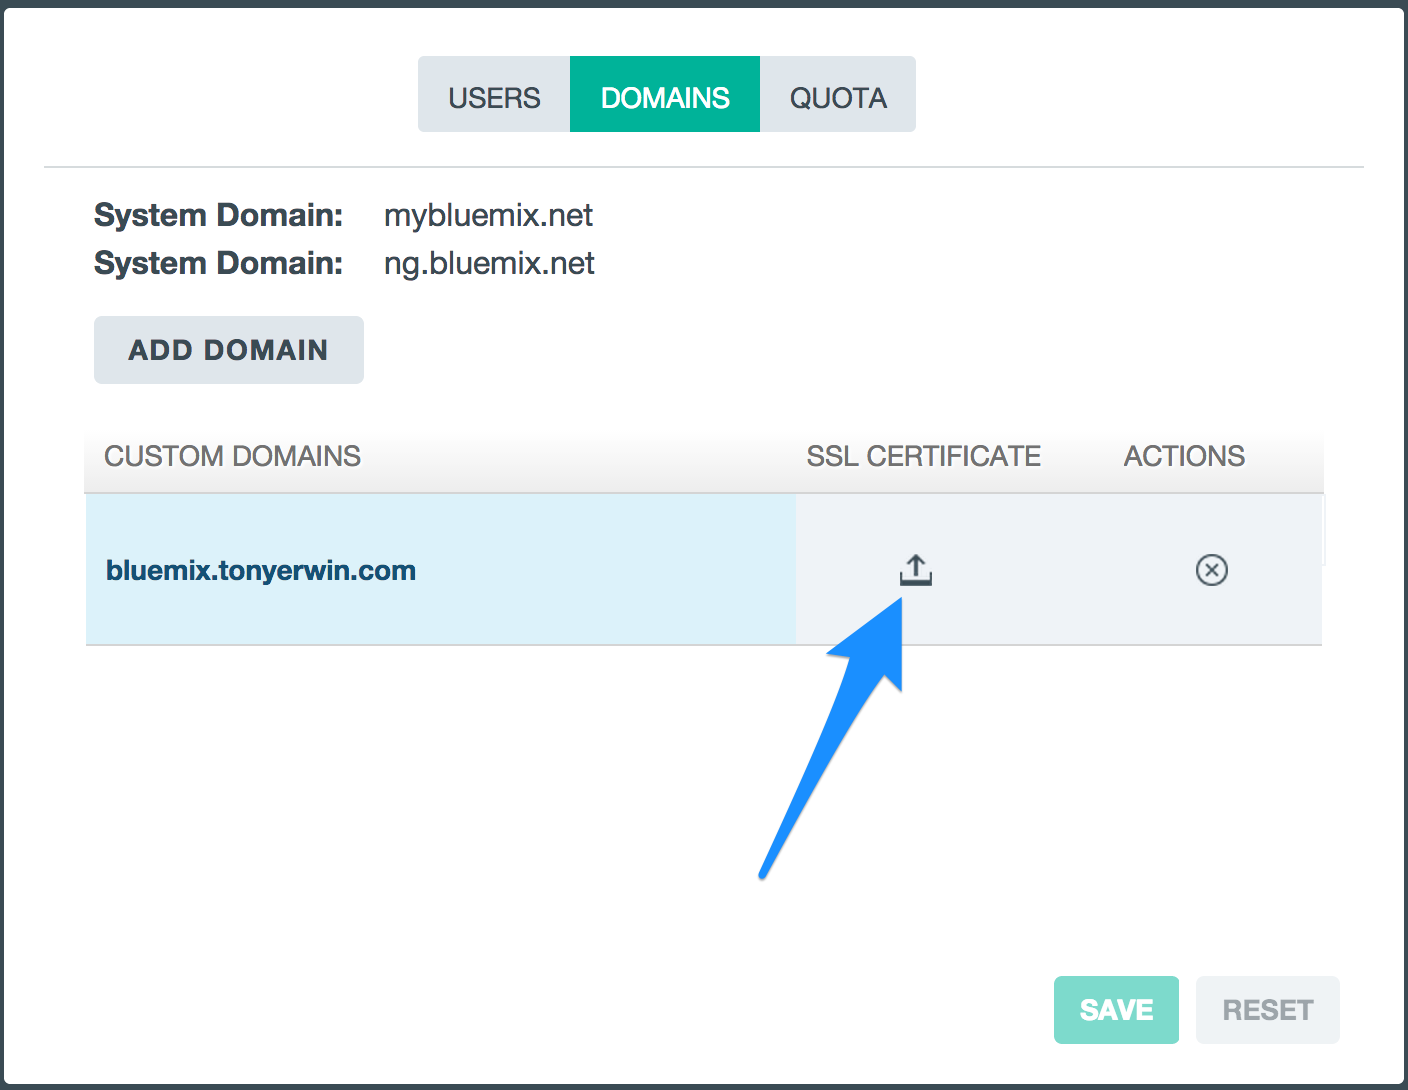 USERS DOMAINS QUOTA
System Domain: mybluemix.net
System Domain: ng.bluemix.net
ADD DOMAIN
CUSTOM DOMAINS SSL CERTIFICATE ACTIONS
bluemix.tonyerwin.com
SAVE RESET